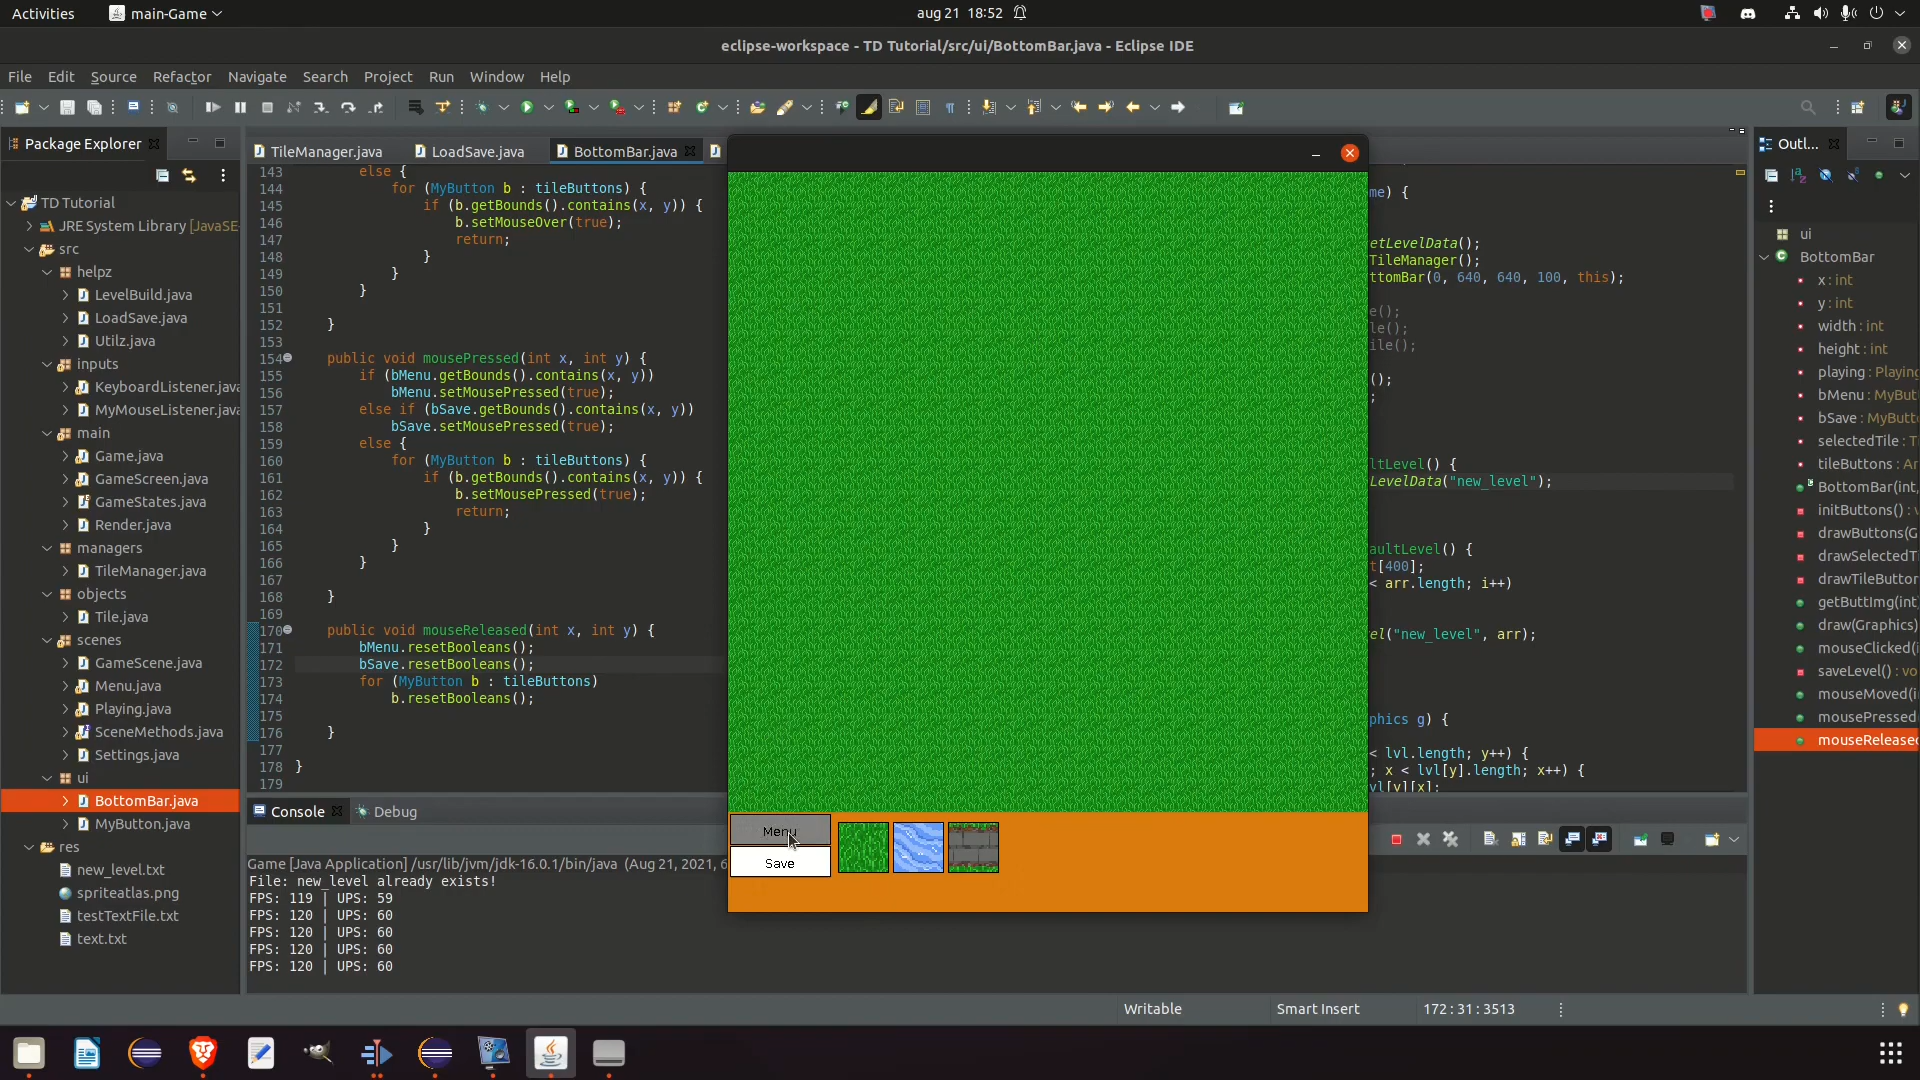 Activities
main-Game
aug 21 18:52
eclipse-workspace - TD Tutorial/src/ui/BottomBar.java - Eclipse IDE
File Edit Source Refactor Navigate Search Project Run Window Help
Package Explorer
TD Tutorial
JRE System Library [JavaSE-
src
helpz
LevelBuild.java
LoadSave.java
Utilz.java
inputs
KeyboardListener.java
MyMouseListener.java
main
Game.java
GameScreen.java
GameStates.java
Render.java
managers
TileManager.java
objects
Tile.java
scenes
GameScene.java
Menu.java
Playing.java
SceneMethods.java
Settings.java
ui
BottomBar.java
MyButton.java
res
new_level.txt
spriteatlas.png
testTextFile.txt
text.txt
TileManager.java
LoadSave.java
BottomBar.java
143 else {
144 for (MyButton b : tileButtons) {
145 if (b.getBounds().contains(x, y)) {
146 b.setMouseOver(true);
147 return;
148 }
149 }
150 }
151
152 }
153
154 public void mousePressed(int x, int y) {
155 if (bMenu.getBounds().contains(x, y))
156 bMenu.setMousePressed(true);
157 else if (bSave.getBounds().contains(x, y))
158 bSave.setMousePressed(true);
159 else {
160 for (MyButton b : tileButtons) {
161 if (b.getBounds().contains(x, y)) {
162 b.setMousePressed(true);
163 return;
164 }
165 }
166 }
167
168 }
169
170 public void mouseReleased(int x, int y) {
171 bMenu.resetBooleans();
172 bSave.resetBooleans();
173 for (MyButton b : tileButtons)
174 b.resetBooleans();
175
176 }
177
178 }
179
Menu
Save
me) {
etLevelData();
TileManager();
ttomBar(0, 640, 640, 100, this);
e();
le();
ile();
();
;
ltLevel() {
LevelData("new_level");
aultLevel() {
t[400];
< arr.length; i++)
el("new_level", arr);
phics g) {
< lvl.length; y++) {
; x < lvl[y].length; x++) {
vl[y][x];
Outl...
ui
BottomBar
x : int
y : int
width : int
height : int
playing : Playing
bMenu : MyBut
bSave : MyButto
selectedTile : Ti
tileButtons : Ar
BottomBar(int,
initButtons() : v
drawButtons(G
drawSelectedTi
drawTileButton
getButtImg(int
draw(Graphics)
mouseClicked(i
saveLevel() : vo
mouseMoved(i
mousePressed(
mouseReleased
Console
Debug
Game [Java Application] /usr/lib/jvm/jdk-16.0.1/bin/java (Aug 21, 2021, 6
File: new_level already exists!
FPS: 119 | UPS: 59
FPS: 120 | UPS: 60
FPS: 120 | UPS: 60
FPS: 120 | UPS: 60
FPS: 120 | UPS: 60
Writable
Smart Insert
172 : 31 : 3513